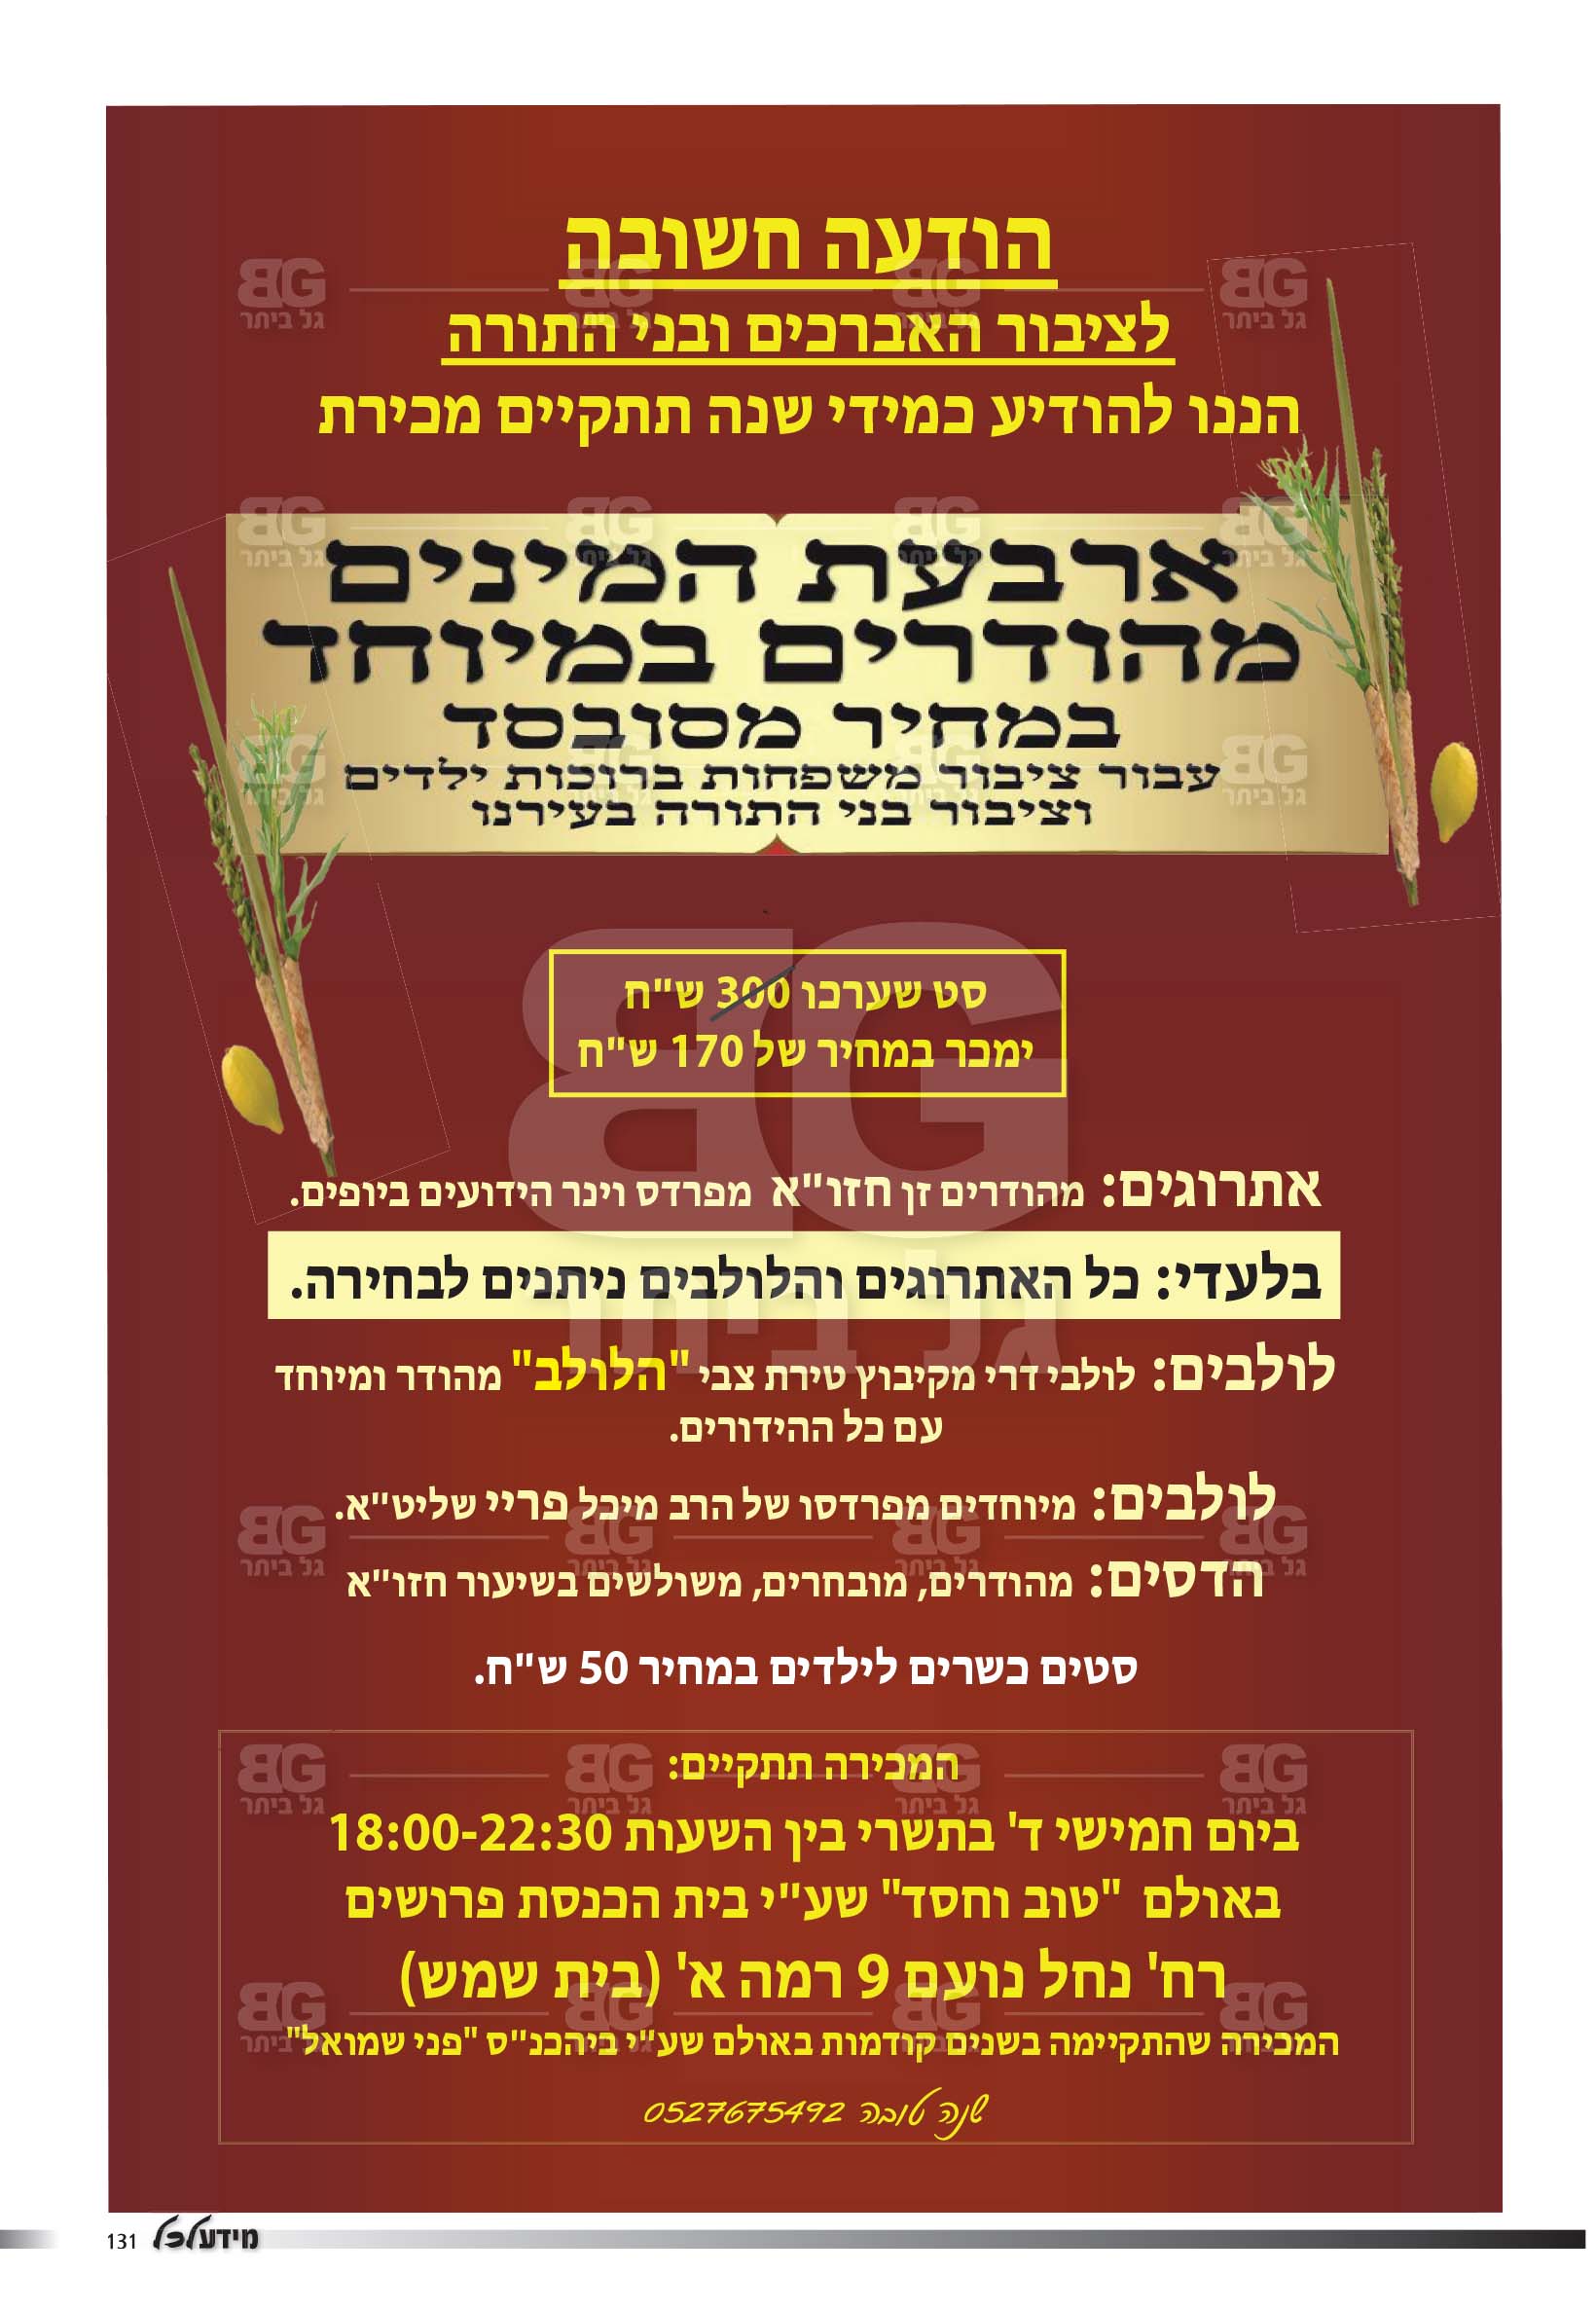 הודעה חשובה
לציבור האברכים ובני התורה
הננו להודיע כמידי שנה תתקיים מכירת
ארבעת המינים
מהודרים במיוחד
במחיר מסובסד
עבור ציבור משפחות ברוכות ילדים
וציבור בני התורה בעירנו
סט שערכו 300 ש"ח
ימכר במחיר של 170 ש"ח
אתרוגים: מהודרים זן חזו"א מפרדס וינר הידועים ביופים.
בלעדי: כל האתרוגים והלולבים ניתנים לבחירה.
לולבים: לולבי דרי מקיבוץ טירת צבי "הלולב" מהודר ומיוחד
עם כל ההידורים.
לולבים: מיוחדים מפרדסו של הרב מיכל פריי שליט"א.
הדסים: מהודרים, מובחרים, משולשים בשיעור חזו"א
סטים כשרים לילדים במחיר 50 ש"ח.
המכירה תתקיים:
ביום חמישי ד' בתשרי בין השעות 18:00-22:30
באולם "טוב וחסד" שע"י בית הכנסת פרושים
רח' נחל נועם 9 רמה א' (בית שמש)
המכירה שהתקיימה בשנים קודמות באולם שע"י ביהכנ"ס "פני שמואל"
שנה טובה 0527675492
BG
גל ביתר
131 מידע לכל